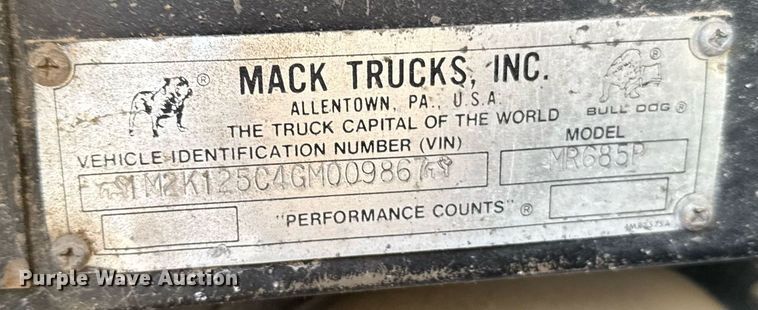 MACK TRUCKS, INC.
ALLENTOWN, PA., U.S.A.
THE TRUCK CAPITAL OF THE WORLD
BULL DOG ®
VEHICLE IDENTIFICATION NUMBER (VIN)
MODEL
1M2K125C4GM009867
MR685P
"PERFORMANCE COUNTS" ®
Purple Wave Auction